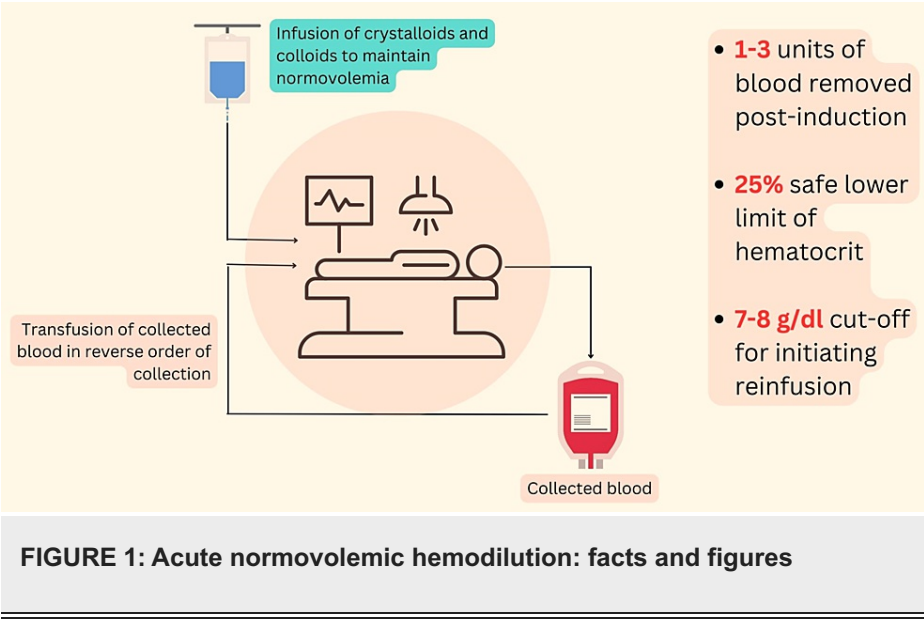 Infusion of crystalloids and
colloids to maintain
normovolemia
Transfusion of collected
blood in reverse order of
collection
Collected blood
• 1-3 units of
blood removed
post-induction
• 25% safe lower
limit of
hematocrit
• 7-8 g/dl cut-off
for initiating
reinfusion
FIGURE 1: Acute normovolemic hemodilution: facts and figures